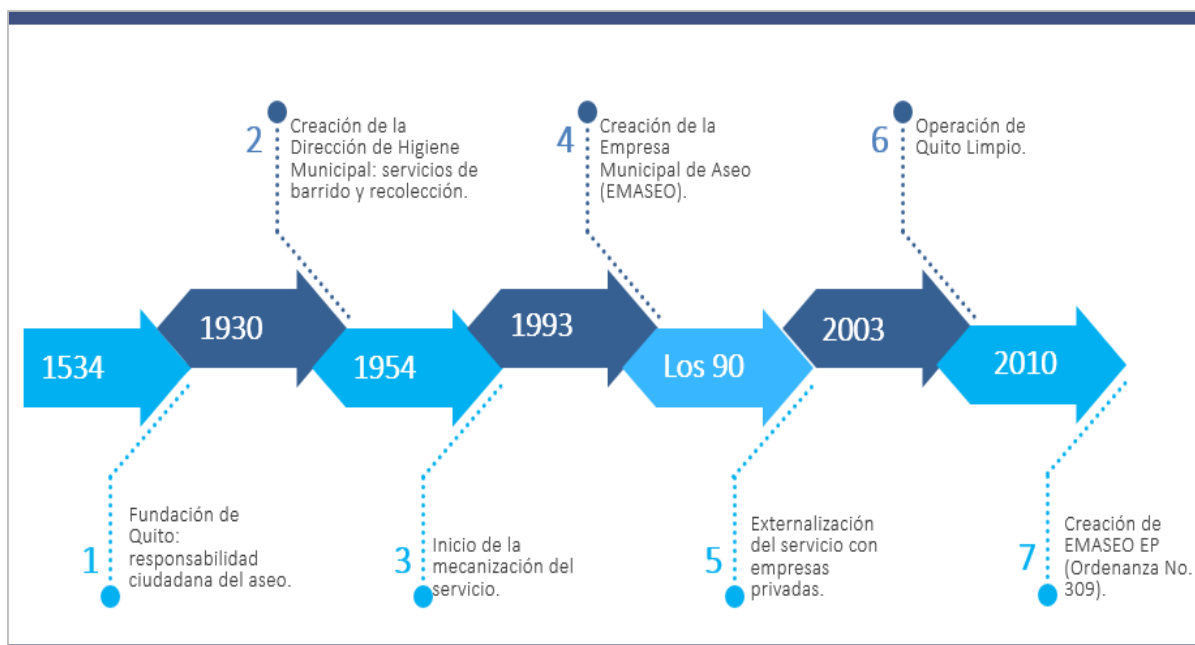 2
Creación de la
Dirección de Higiene
Municipal: servicios de
barrido y recolección.
4
Creación de la
Empresa
Municipal de Aseo
(EMASEO).
6
Operación de
Quito Limpio.
1534
1930
1954
1993
Los 90
2003
2010
1
Fundación de
Quito:
responsabilidad
ciudadana del aseo.
3
Inicio de la
mecanización del
servicio.
5
Externalización
del servicio con
empresas
privadas.
7
Creación de
EMASEO EP
(Ordenanza No.
309).